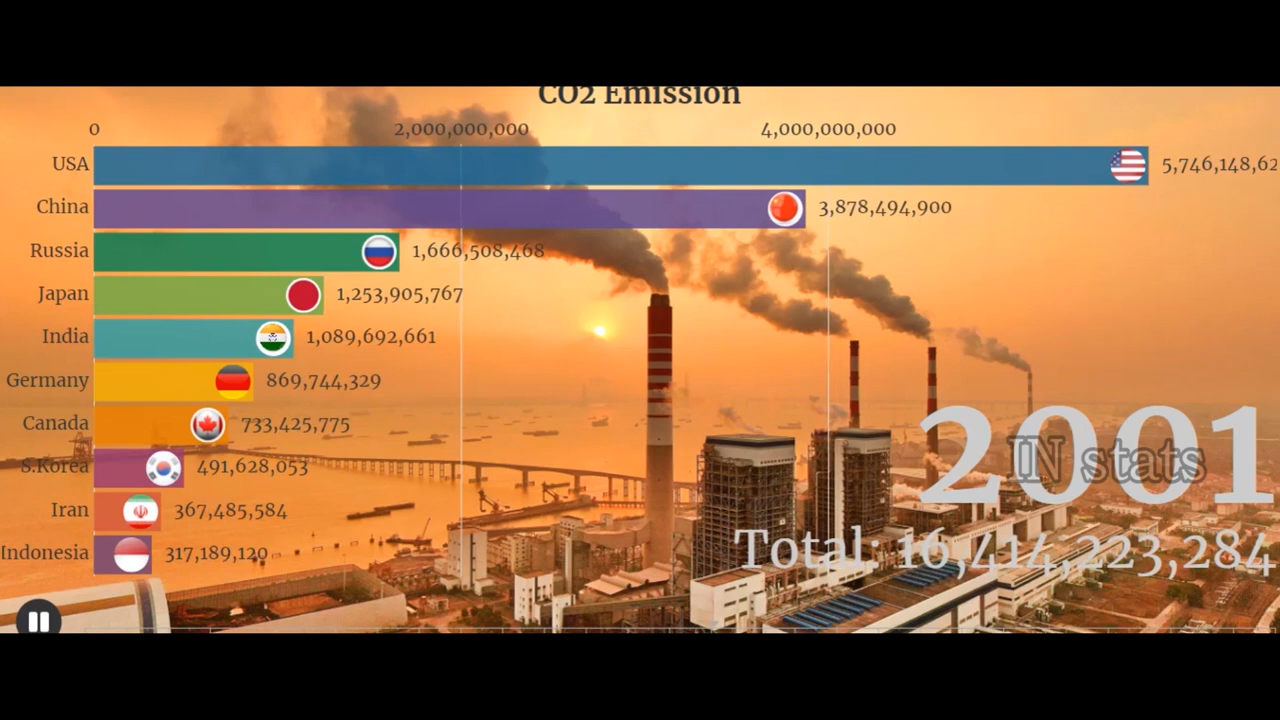 CO2 Emission
0 2,000,000,000 4,000,000,000
USA 5,746,148,62
China 3,878,494,900
Russia 1,666,508,468
Japan 1,253,905,767
India 1,089,692,661
Germany 869,744,329
Canada 733,425,775
2001
IN stats
S.Korea 491,628,053
Iran 367,485,584
Indonesia 317,189,120
Total: 16,414,223,284